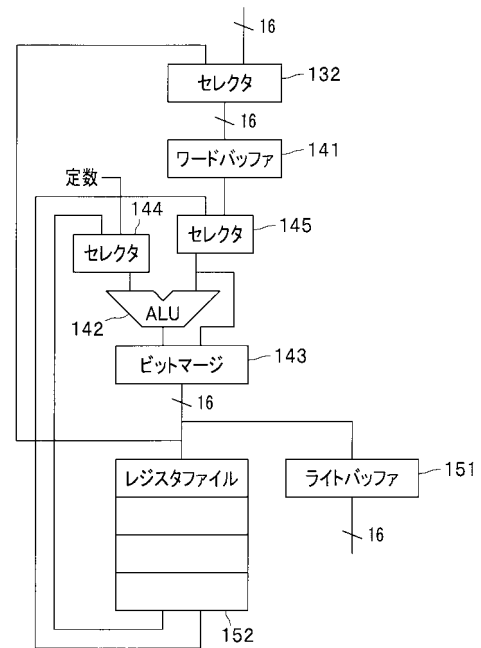 16
セレクタ
132
16
ワードバッファ
141
定数
144
セレクタ
セレクタ
145
ALU
142
ビットマージ
143
16
レジスタファイル
ライトバッファ
151
16
152